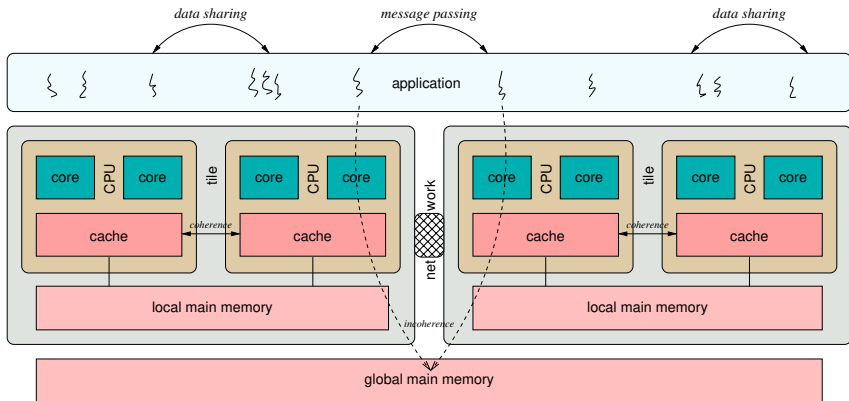 data sharing
message passing
data sharing
application
core
CPU
core
tile
core
CPU
core
core
CPU
core
tile
core
CPU
core
net work
cache
coherence
cache
cache
coherence
cache
local main memory
local main memory
incoherence
global main memory